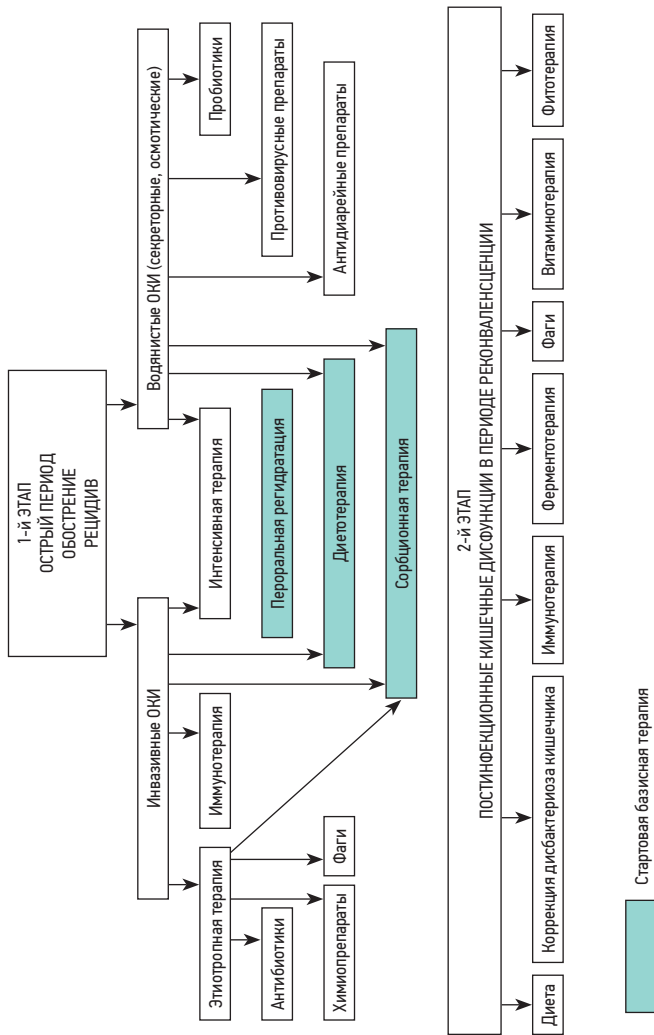 1-й ЭТАП
ОСТРЫЙ ПЕРИОД
ОБОСТРЕНИЕ
РЕЦИДИВ
Инвазивные ОКИ
Водянистые ОКИ (секреторные, осмотические)
Этиотропная терапия
Иммунотерапия
Интенсивная терапия
Пробиотики
Антибиотики
Фаги
Пероральная регидратация
Противовирусные препараты
Химиопрепараты
Диетотерапия
Антидиарейные препараты
Сорбционная терапия
2-й ЭТАП
ПОСТИНФЕКЦИОННЫЕ КИШЕЧНЫЕ ДИСФУНКЦИИ В ПЕРИОДЕ РЕКОНВАЛЕНСЦЕНЦИИ
Диета
Коррекция дисбактериоза кишечника
Иммунотерапия
Ферментотерапия
Фаги
Витаминотерапия
Фитотерапия
Стартовая базисная терапия